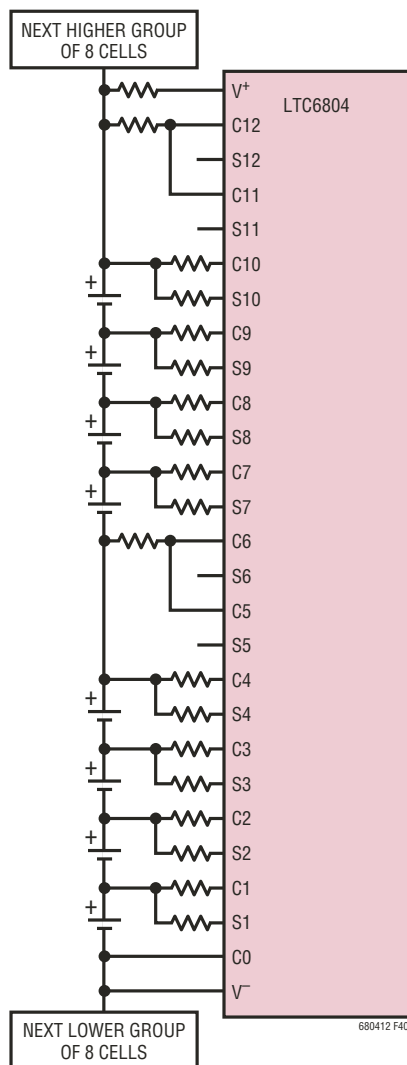 NEXT HIGHER GROUP
OF 8 CELLS
LTC6804
V+
C12
S12
C11
S11
C10
S10
C9
S9
C8
S8
C7
S7
C6
S6
C5
S5
C4
S4
C3
S3
C2
S2
C1
S1
C0
V–
+
+
+
+
+
+
+
+
NEXT LOWER GROUP
OF 8 CELLS
680412 F40